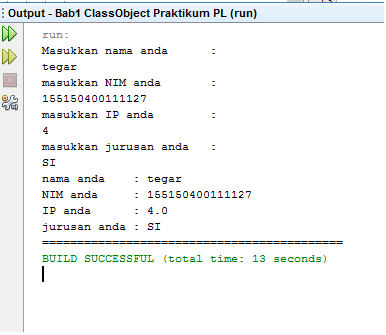 Output - Bab1 ClassObject Praktikum PL (run)
run:
Masukkan nama anda :
tegar
masukkan NIM anda :
155150400111127
masukkan IP anda :
4
masukkan jurusan anda :
SI
nama anda : tegar
NIM anda : 155150400111127
IP anda : 4.0
jurusan anda : SI
===========================================
BUILD SUCCESSFUL (total time: 13 seconds)